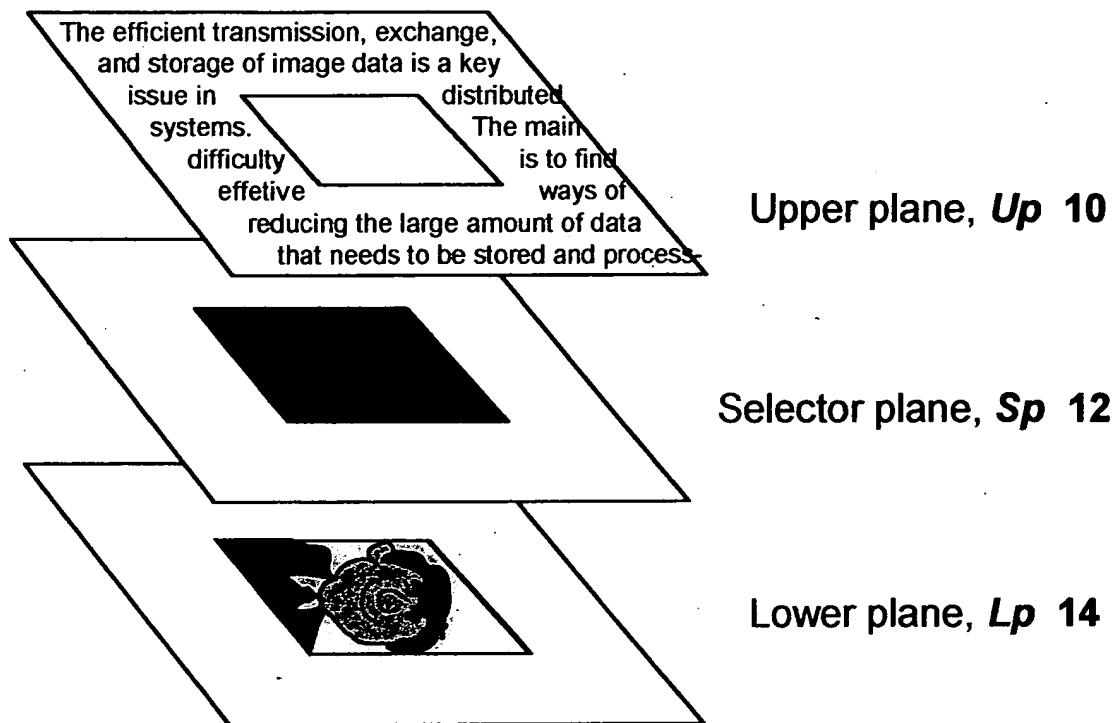 The efficient transmission, exchange,
and storage of image data is a key
issue in distributed
systems. The main
difficulty is to find
effetive ways of
reducing the large amount of data
that needs to be stored and process-
Upper plane, Up 10
Selector plane, Sp 12
Lower plane, Lp 14